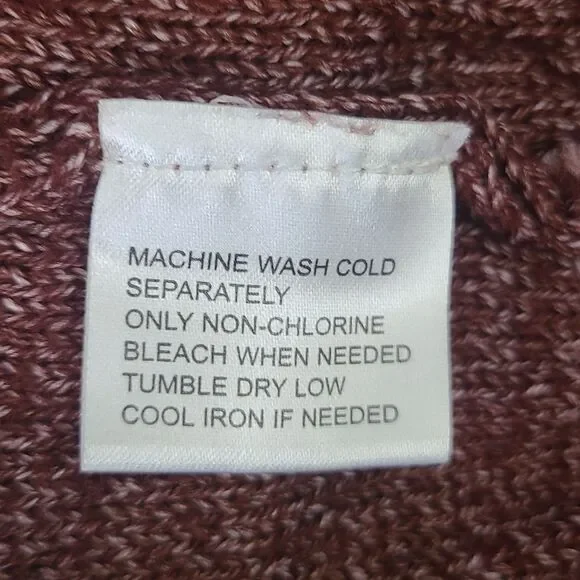 MACHINE WASH COLD
SEPARATELY
ONLY NON-CHLORINE
BLEACH WHEN NEEDED
TUMBLE DRY LOW
COOL IRON IF NEEDED